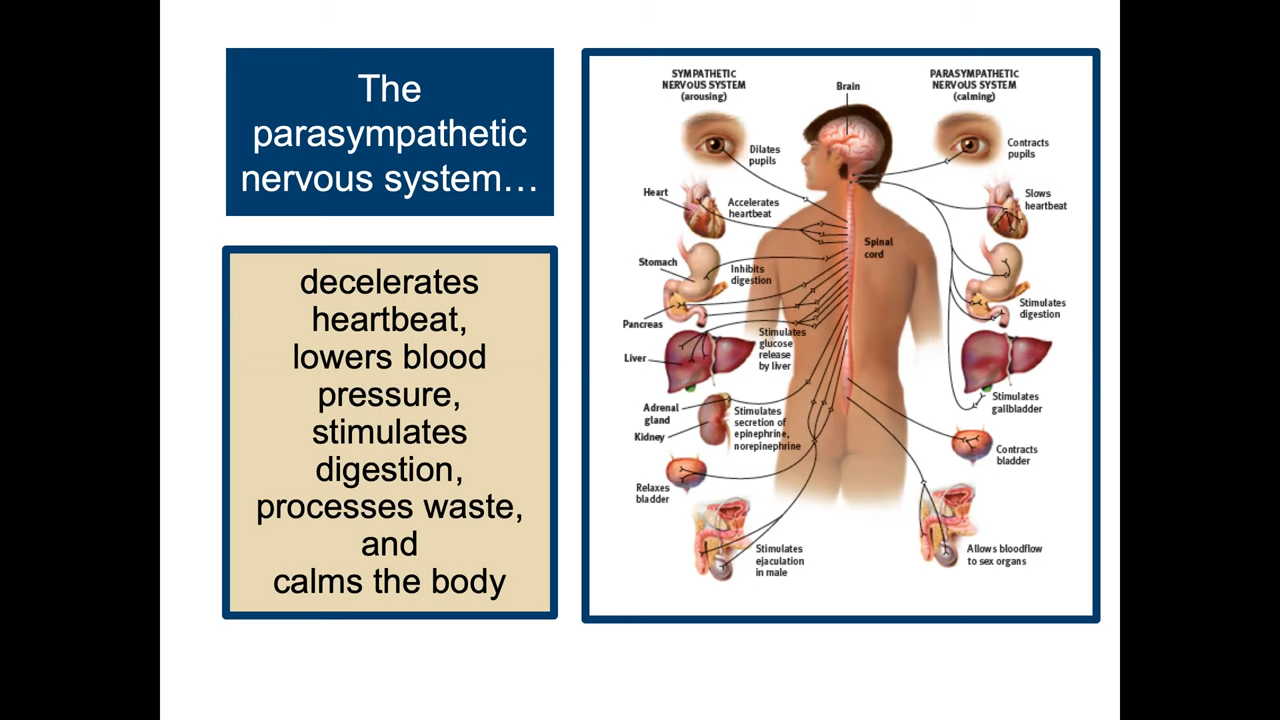 The
parasympathetic
nervous system…
decelerates
heartbeat,
lowers blood
pressure,
stimulates
digestion,
processes waste,
and
calms the body
SYMPATHETIC
NERVOUS SYSTEM
(arousing)
Brain
PARASYMPATHETIC
NERVOUS SYSTEM
(calming)
Dilates
pupils
Contracts
pupils
Heart
Accelerates
heartbeat
Slows
heartbeat
Spinal
cord
Stomach
Inhibits
digestion
Pancreas
Stimulates
digestion
Liver
Stimulates
glucose
release
by liver
Stimulates
gallbladder
Adrenal
gland
Kidney
Stimulates
secretion of
epinephrine,
norepinephrine
Contracts
bladder
Relaxes
bladder
Stimulates
ejaculation
in male
Allows bloodflow
to sex organs